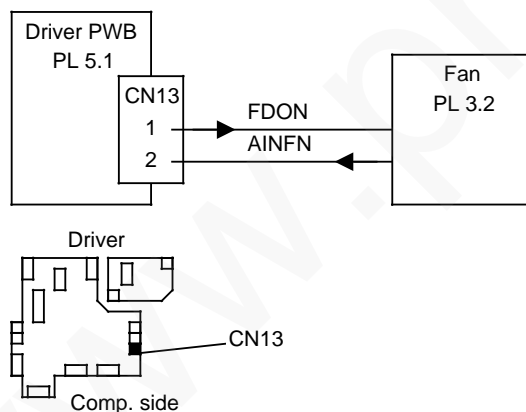 Driver PWB
PL 5.1
CN13
1
2
FDON
AINFN
Fan
PL 3.2
Driver
CN13
Comp. side